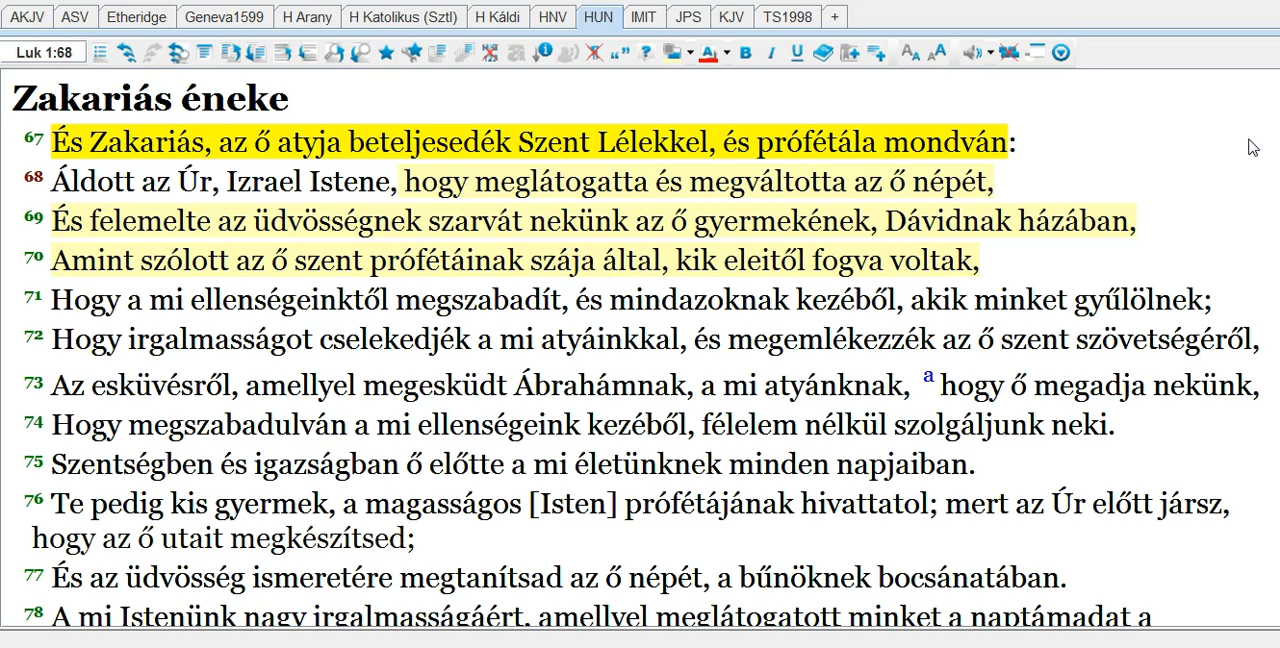 AKJV ASV Etheridge Geneva1599 H Arany H Katolikus (Sztl) H Káldi HNV HUN IMIT JPS KJV TS1998 +
Luk 1:68
Zakariás éneke
67 És Zakariás, az ő atyja beteljesedék Szent Lélekkel, és prófétála mondván:
68 Áldott az Úr, Izrael Istene, hogy meglátogatta és megváltotta az ő népét,
69 És felemelte az üdvösségnek szarvát nekünk az ő gyermekének, Dávidnak házában,
70 Amint szólott az ő szent prófétáinak szája által, kik eleitől fogva voltak,
71 Hogy a mi ellenségeinktől megszabadít, és mindazoknak kezéből, akik minket gyűlölnek;
72 Hogy irgalmasságot cselekedjék a mi atyáinkkal, és megemlékezzék az ő szent szövetségéről,
73 Az esküvésről, amellyel megesküdt Ábrahámnak, a mi atyánknak, a hogy ő megadja nekünk,
74 Hogy megszabadulván a mi ellenségeink kezéből, félelem nélkül szolgáljunk neki.
75 Szentségben és igazságban ő előtte a mi életünknek minden napjaiban.
76 Te pedig kis gyermek, a magasságos [Isten] prófétájának hivattatol; mert az Úr előtt jársz,
hogy az ő utait megkészítsed;
77 És az üdvösség ismeretére megtanítsad az ő népét, a bűnöknek bocsánatában.
78 A mi Istenünk nagy irgalmasságáért, amellyel meglátogatott minket a naptámadat a